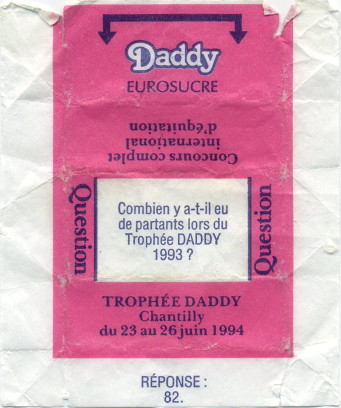 Daddy
EUROSUCRE
Concours complet
international
d'équitation
Question
Combien y a-t-il eu
de partants lors du
Trophée DADDY
1993 ?
Question
TROPHÉE DADDY
Chantilly
du 23 au 26 juin 1994
RÉPONSE :
82.